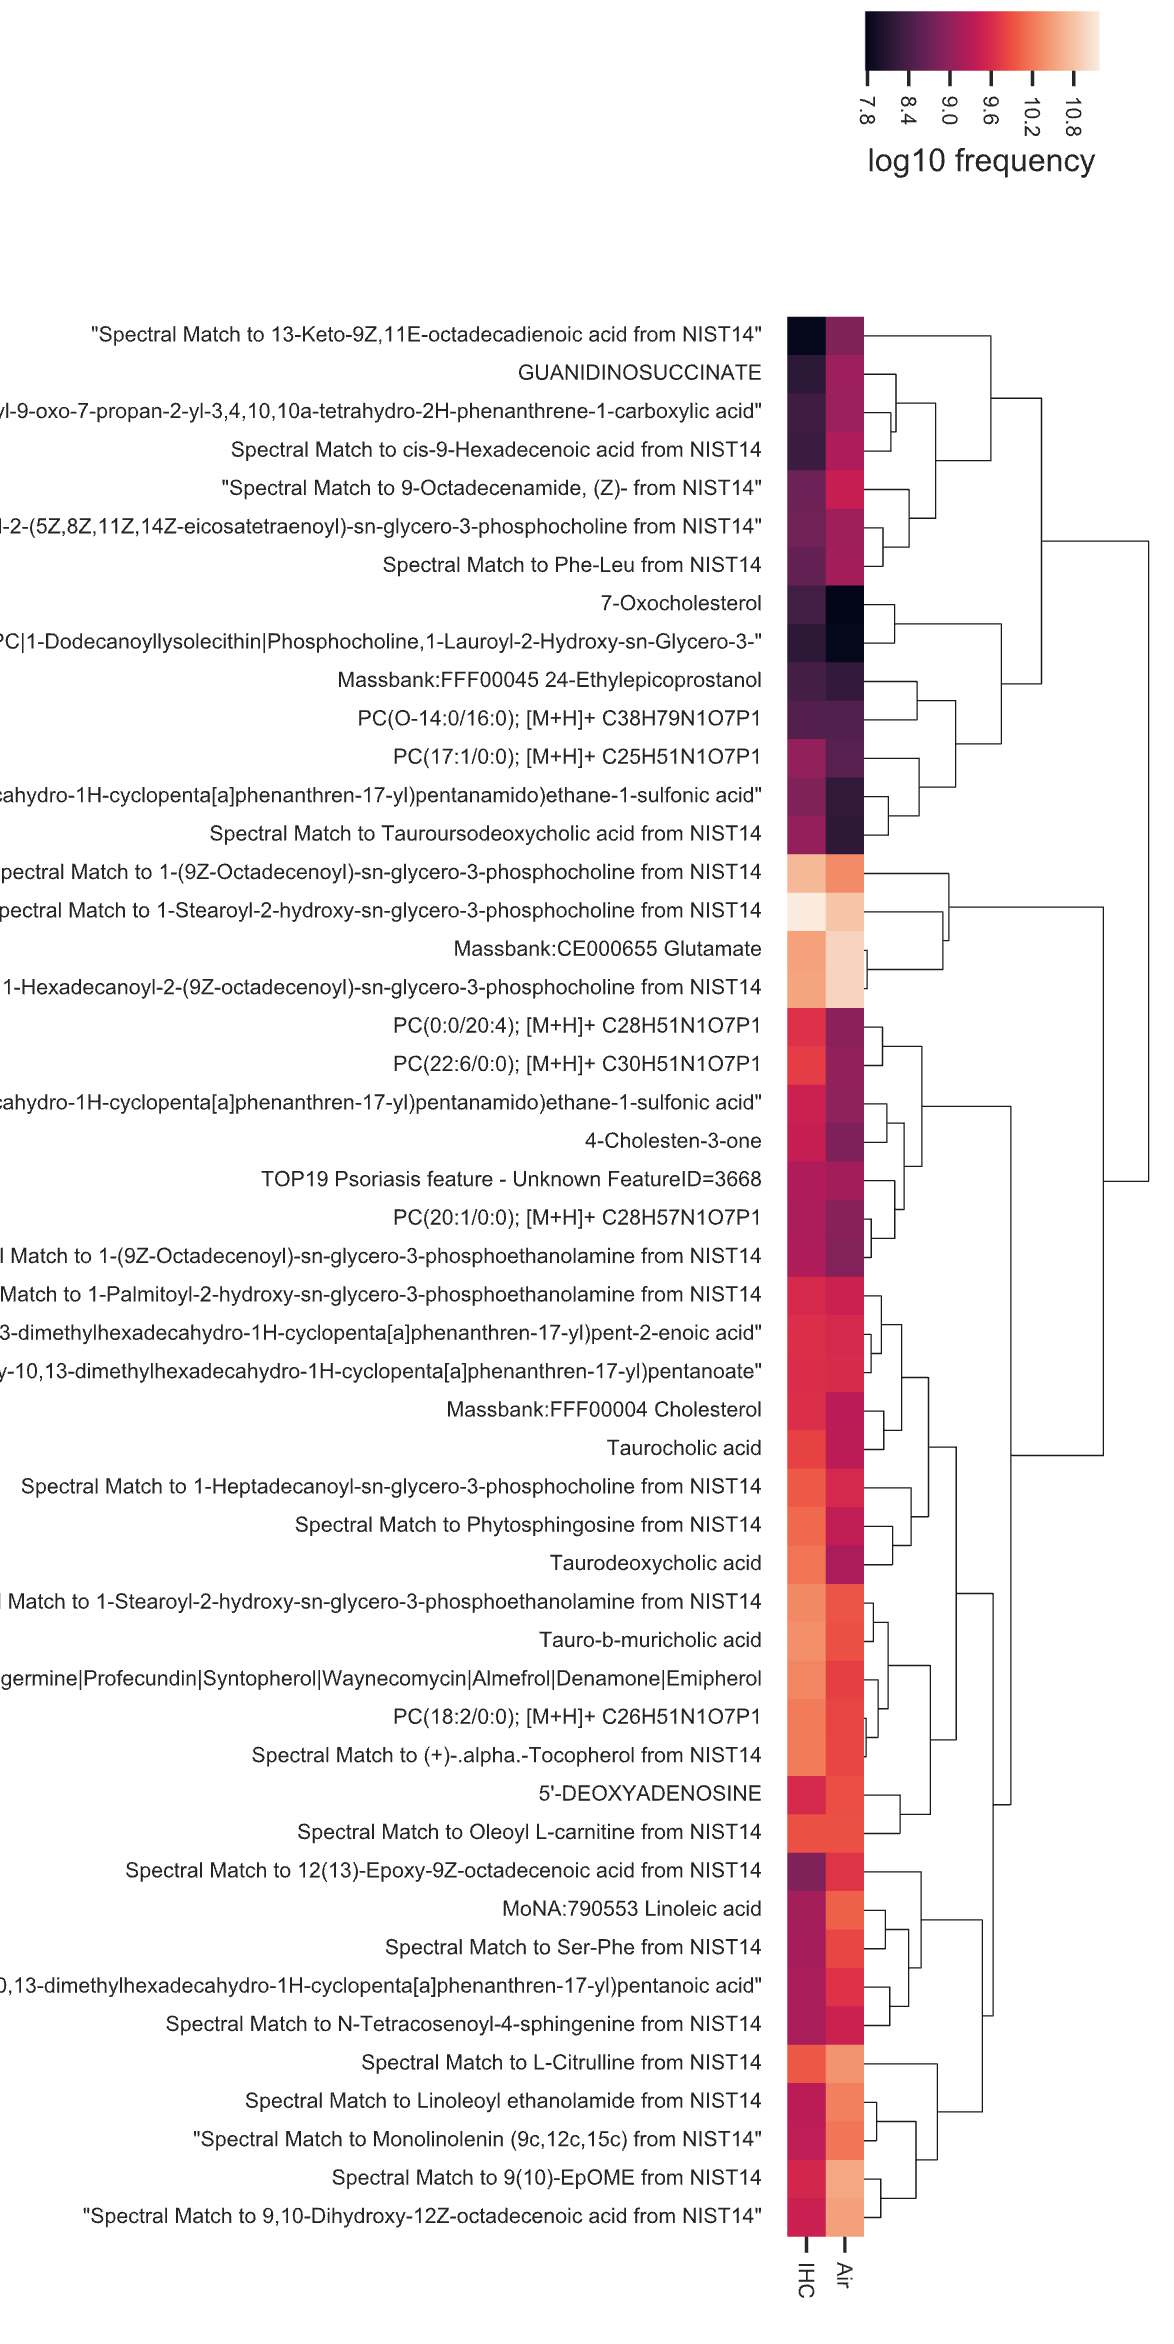 7.8
8.4
9.0
9.6
10.2
10.8
log10 frequency
"Spectral Match to 13-Keto-9Z,11E-octadecadienoic acid from NIST14"
GUANIDINOSUCCINATE
yl-9-oxo-7-propan-2-yl-3,4,10,10a-tetrahydro-2H-phenanthrene-1-carboxylic acid"
Spectral Match to cis-9-Hexadecenoic acid from NIST14
"Spectral Match to 9-Octadecenamide, (Z)- from NIST14"
l-2-(5Z,8Z,11Z,14Z-eicosatetraenoyl)-sn-glycero-3-phosphocholine from NIST14"
Spectral Match to Phe-Leu from NIST14
7-Oxocholesterol
PC|1-Dodecanoyllysolecithin|Phosphocholine,1-Lauroyl-2-Hydroxy-sn-Glycero-3-"
Massbank:FFF00045 24-Ethylepicoprostanol
PC(O-14:0/16:0); [M+H]+ C38H79N1O7P1
PC(17:1/0:0); [M+H]+ C25H51N1O7P1
cahydro-1H-cyclopenta[a]phenanthren-17-yl)pentanamido)ethane-1-sulfonic acid"
Spectral Match to Tauroursodeoxycholic acid from NIST14
pectral Match to 1-(9Z-Octadecenoyl)-sn-glycero-3-phosphocholine from NIST14
pectral Match to 1-Stearoyl-2-hydroxy-sn-glycero-3-phosphocholine from NIST14
Massbank:CE000655 Glutamate
1-Hexadecanoyl-2-(9Z-octadecenoyl)-sn-glycero-3-phosphocholine from NIST14
PC(0:0/20:4); [M+H]+ C28H51N1O7P1
PC(22:6/0:0); [M+H]+ C30H51N1O7P1
cahydro-1H-cyclopenta[a]phenanthren-17-yl)pentanamido)ethane-1-sulfonic acid"
4-Cholesten-3-one
TOP19 Psoriasis feature - Unknown FeatureID=3668
PC(20:1/0:0); [M+H]+ C28H57N1O7P1
l Match to 1-(9Z-Octadecenoyl)-sn-glycero-3-phosphoethanolamine from NIST14
Match to 1-Palmitoyl-2-hydroxy-sn-glycero-3-phosphoethanolamine from NIST14
3-dimethylhexadecahydro-1H-cyclopenta[a]phenanthren-17-yl)pent-2-enoic acid"
y-10,13-dimethylhexadecahydro-1H-cyclopenta[a]phenanthren-17-yl)pentanoate"
Massbank:FFF00004 Cholesterol
Taurocholic acid
Spectral Match to 1-Heptadecanoyl-sn-glycero-3-phosphocholine from NIST14
Spectral Match to Phytosphingosine from NIST14
Taurodeoxycholic acid
l Match to 1-Stearoyl-2-hydroxy-sn-glycero-3-phosphoethanolamine from NIST14
Tauro-b-muricholic acid
germine|Profecundin|Syntopherol|Waynecomycin|Almefrol|Denamone|Emipherol
PC(18:2/0:0); [M+H]+ C26H51N1O7P1
Spectral Match to (+)-.alpha.-Tocopherol from NIST14
5'-DEOXYADENOSINE
Spectral Match to Oleoyl L-carnitine from NIST14
Spectral Match to 12(13)-Epoxy-9Z-octadecenoic acid from NIST14
MoNA:790553 Linoleic acid
Spectral Match to Ser-Phe from NIST14
0,13-dimethylhexadecahydro-1H-cyclopenta[a]phenanthren-17-yl)pentanoic acid"
Spectral Match to N-Tetracosenoyl-4-sphingenine from NIST14
Spectral Match to L-Citrulline from NIST14
Spectral Match to Linoleoyl ethanolamide from NIST14
"Spectral Match to Monolinolenin (9c,12c,15c) from NIST14"
Spectral Match to 9(10)-EpOME from NIST14
"Spectral Match to 9,10-Dihydroxy-12Z-octadecenoic acid from NIST14"
IHC
Air